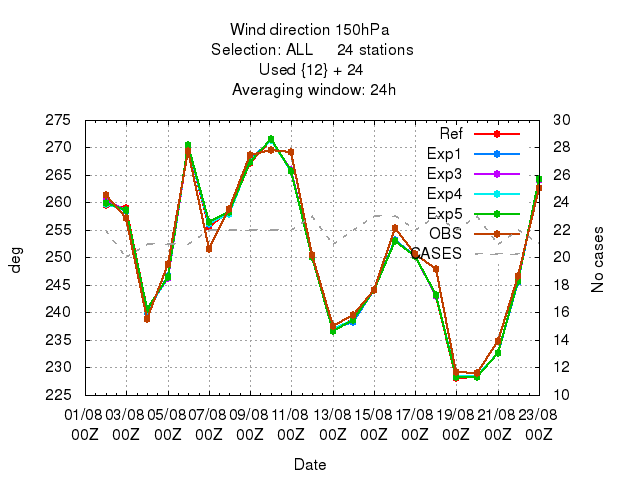 Wind direction 150hPa
Selection: ALL     24 stations
Used {12} + 24
Averaging window: 24h
275
270
265
260
255
250
245
240
235
230
225
deg
30
28
26
24
22
20
18
16
14
12
10
No cases
Ref
Exp1
Exp3
Exp4
Exp5
OBS
CASES
01/08 03/08 05/08 07/08 09/08 11/08 13/08 15/08 17/08 19/08 21/08 23/08
00Z 00Z 00Z 00Z 00Z 00Z 00Z 00Z 00Z 00Z 00Z 00Z
Date